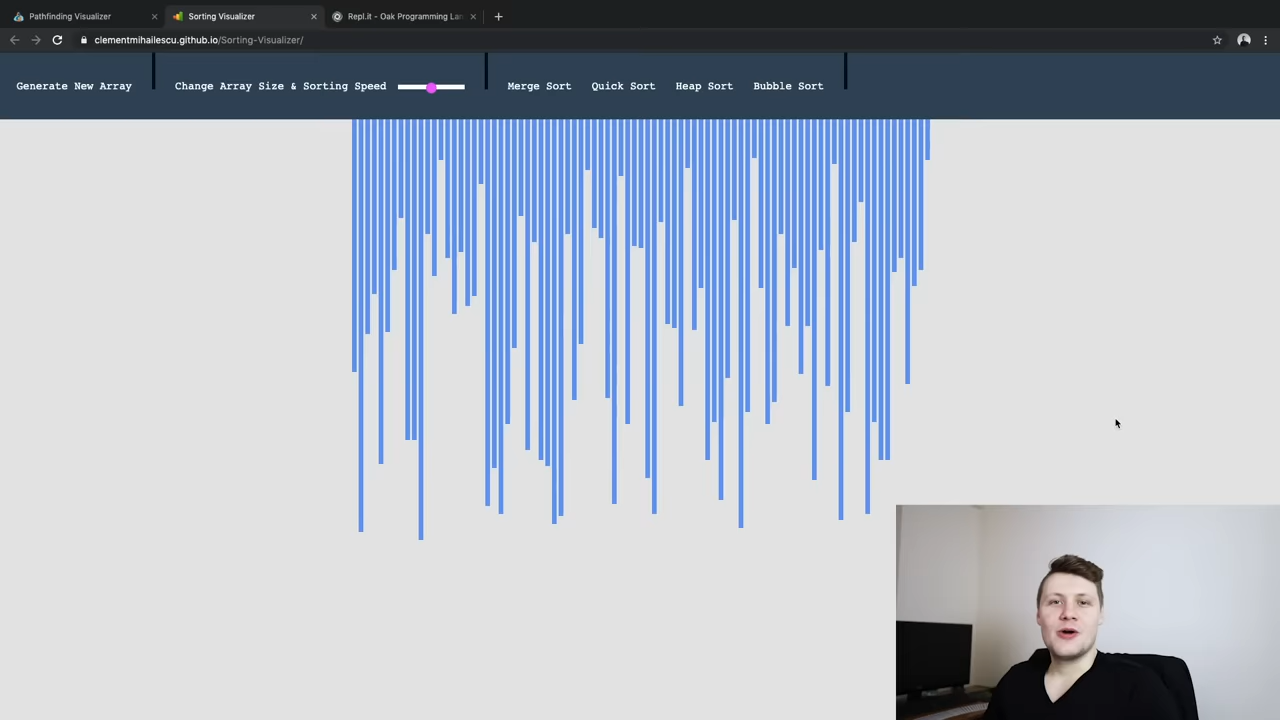 Pathfinding Visualizer
Sorting Visualizer
Repl.it - Oak Programming Lan
clementmihailescu.github.io/Sorting-Visualizer/
Generate New Array
Change Array Size & Sorting Speed
Merge Sort
Quick Sort
Heap Sort
Bubble Sort